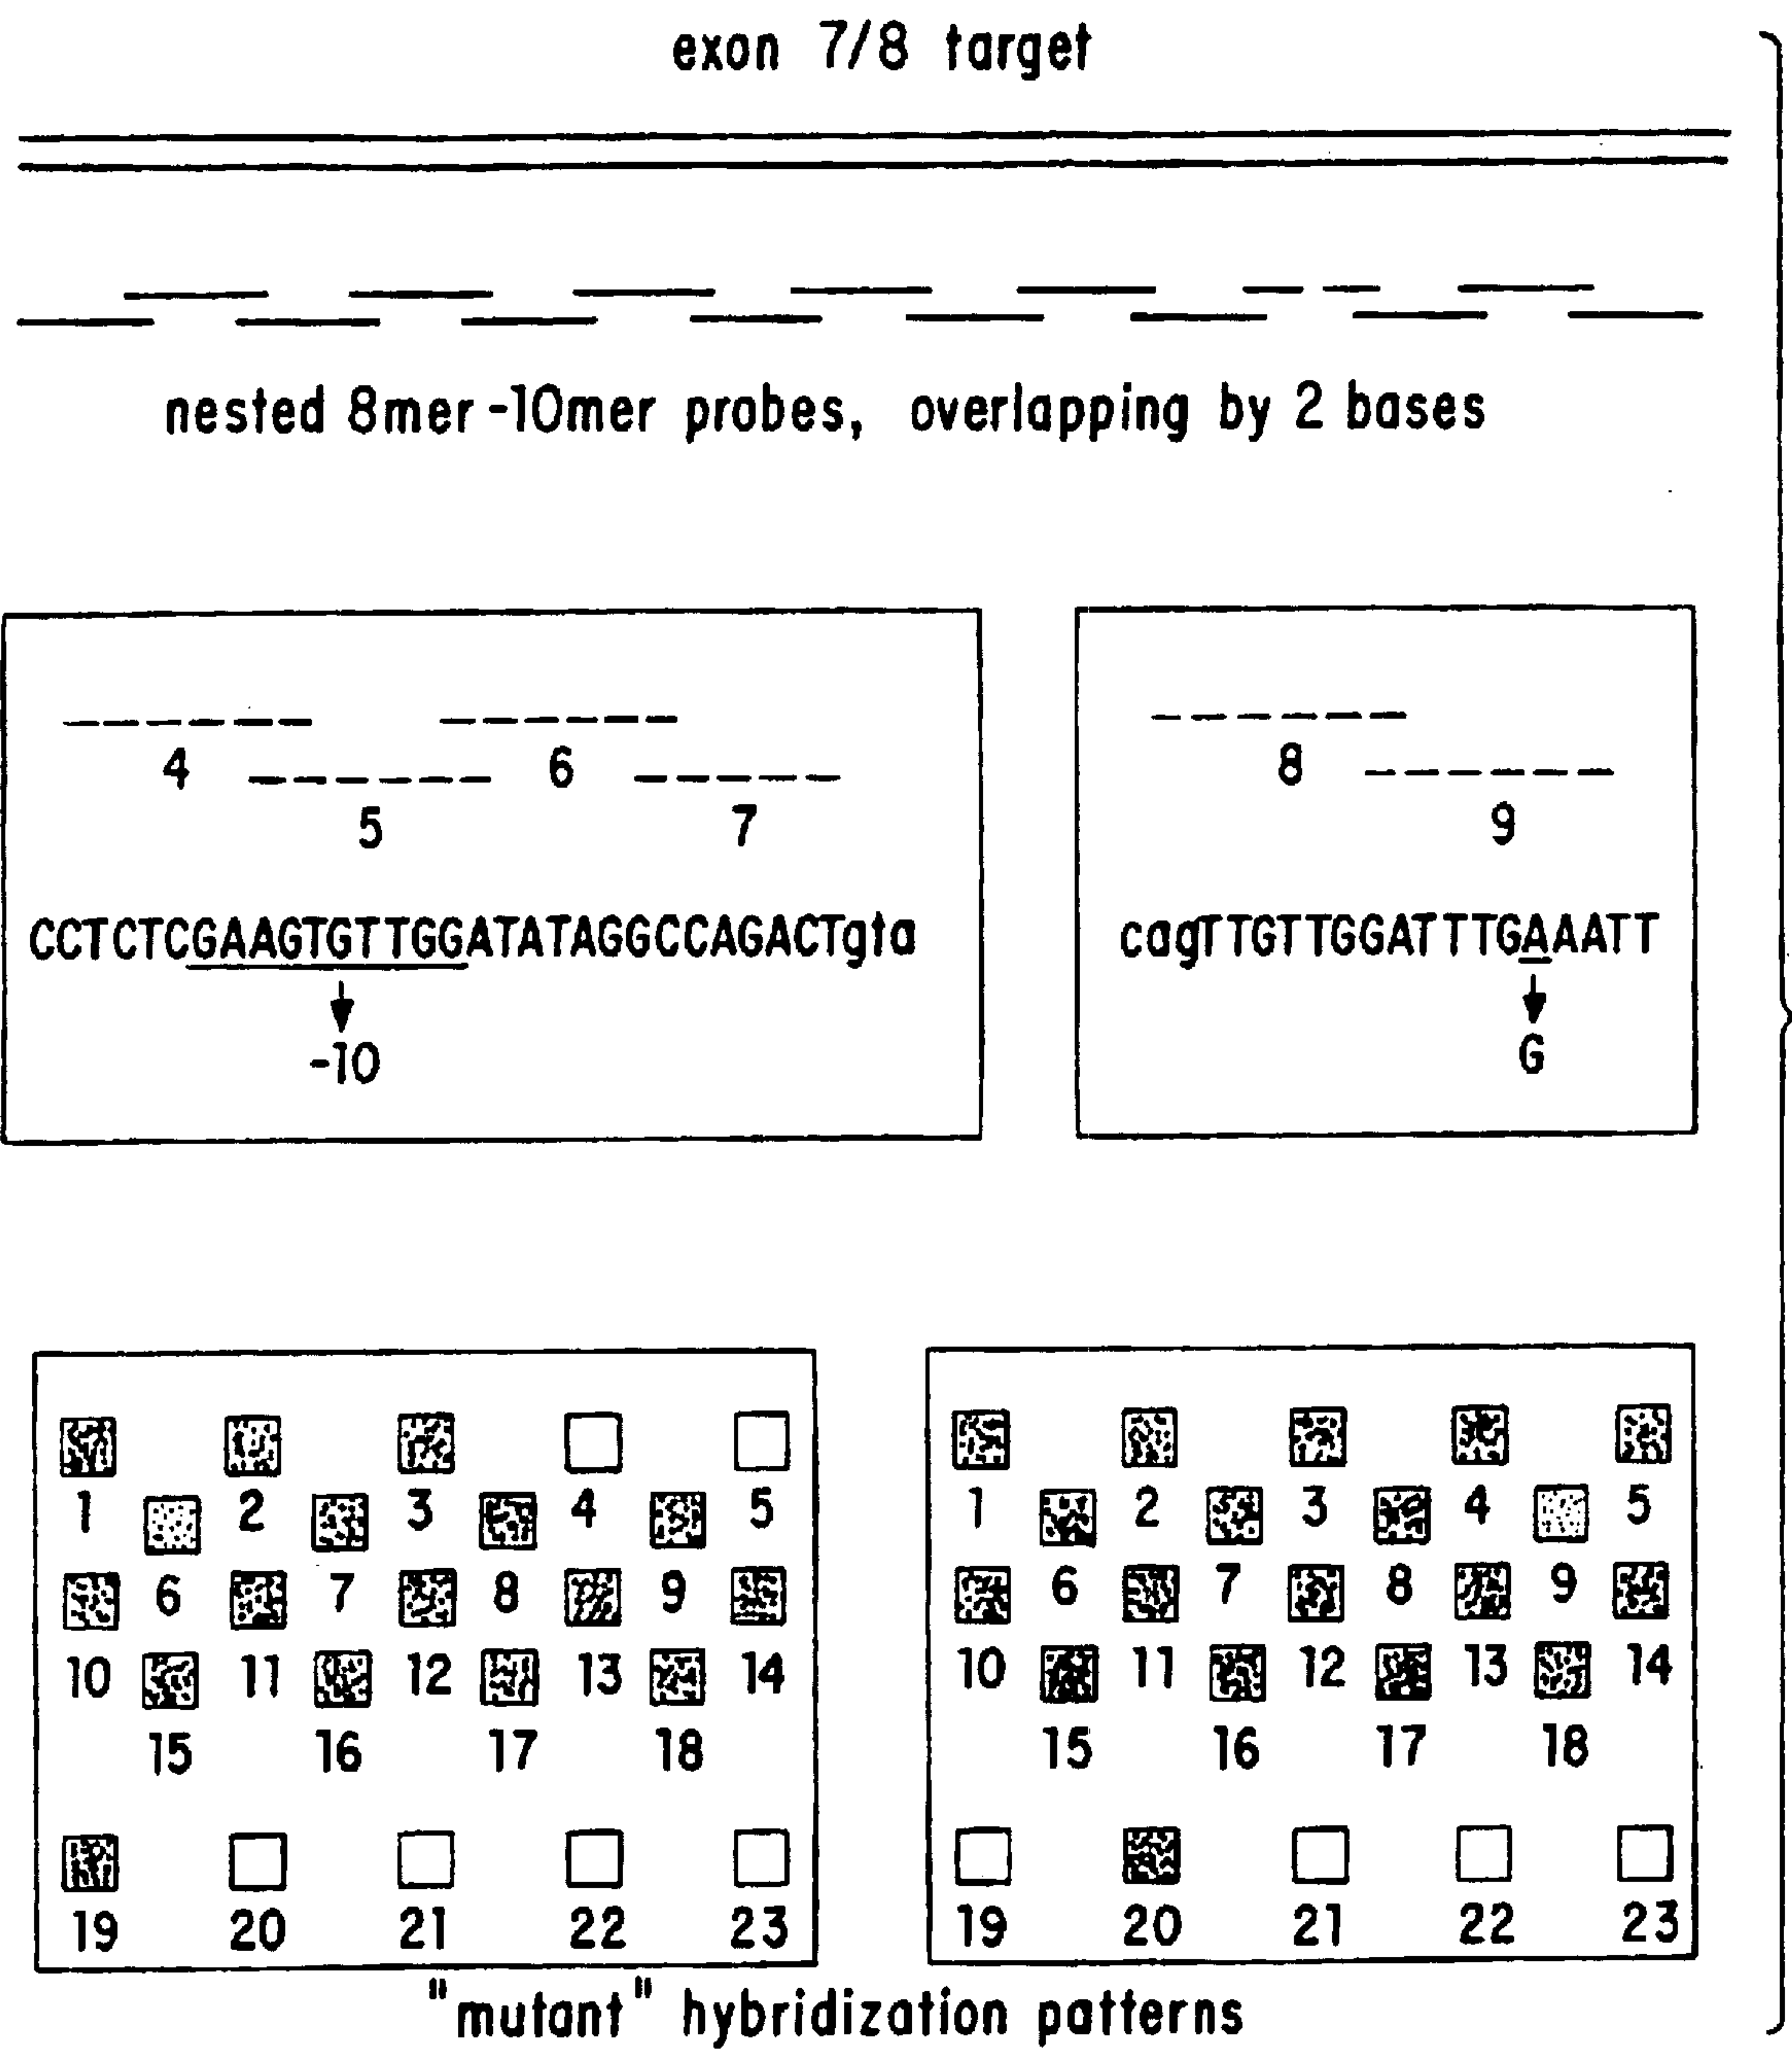 exon 7/8 target
nested 8mer-10mer probes, overlapping by 2 bases
4 6
5 7
CCTCTCGAAGTGTTGGATATAGGCCAGACTgta
-10
8
9
cagTTGTTGGATTTGAAATT
G
1 2 3 4 5
6 7 8 9
10 11 12 13 14
15 16 17 18
19 20 21 22 23
1 2 3 4 5
6 7 8 9
10 11 12 13 14
15 16 17 18
19 20 21 22 23
"mutant" hybridization patterns